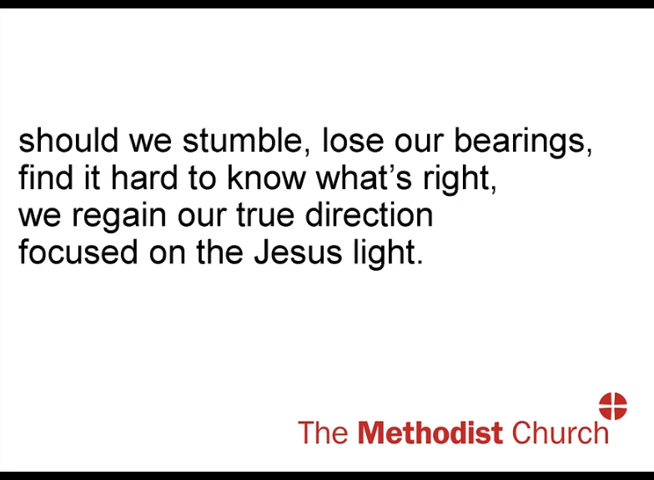 should we stumble, lose our bearings,
find it hard to know what’s right,
we regain our true direction
focused on the Jesus light.
The Methodist Church